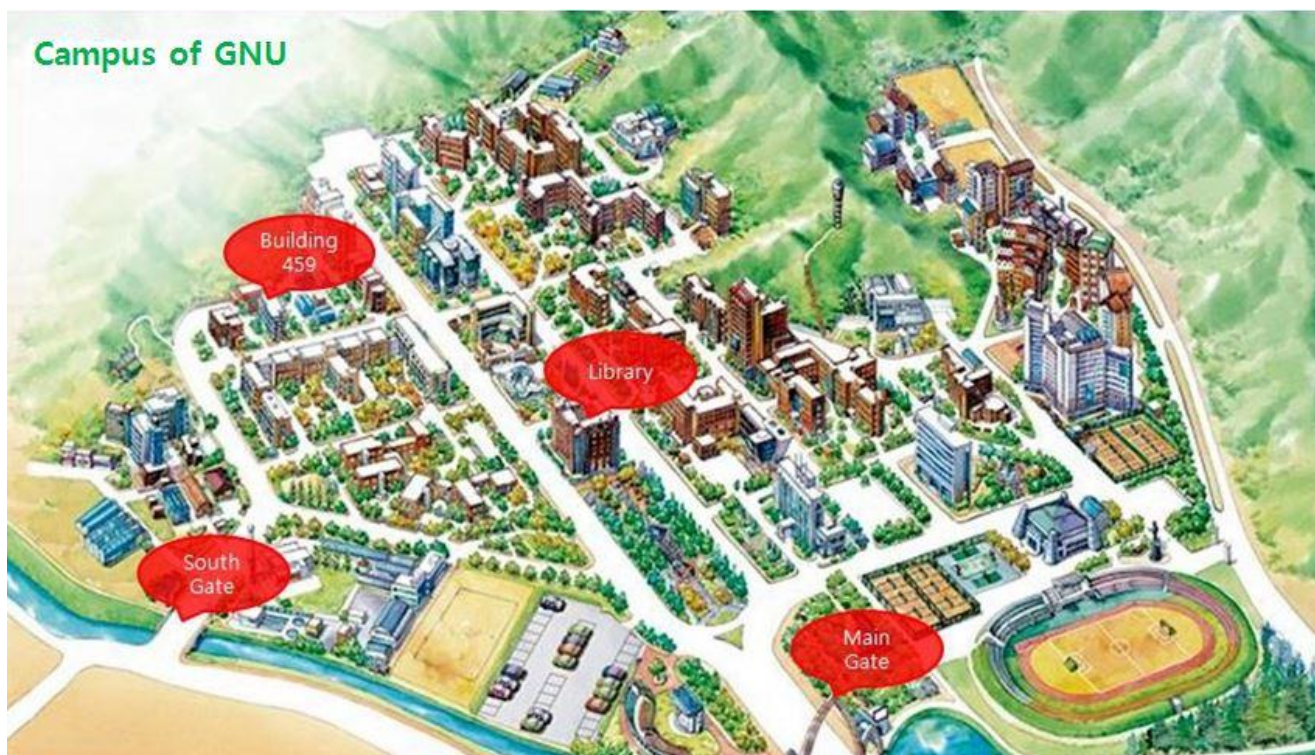 Campus of GNU
Building
459
Library
South
Gate
Main
Gate